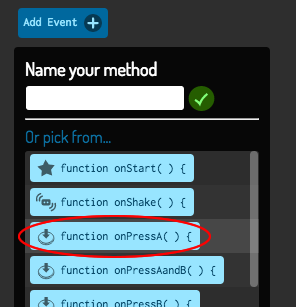 Add Event
Name your method
Or pick from...
function onStart( ) {
function onShake( ) {
function onPressA( ) {
function onPressAandB( ) {
function onPressB( ) {